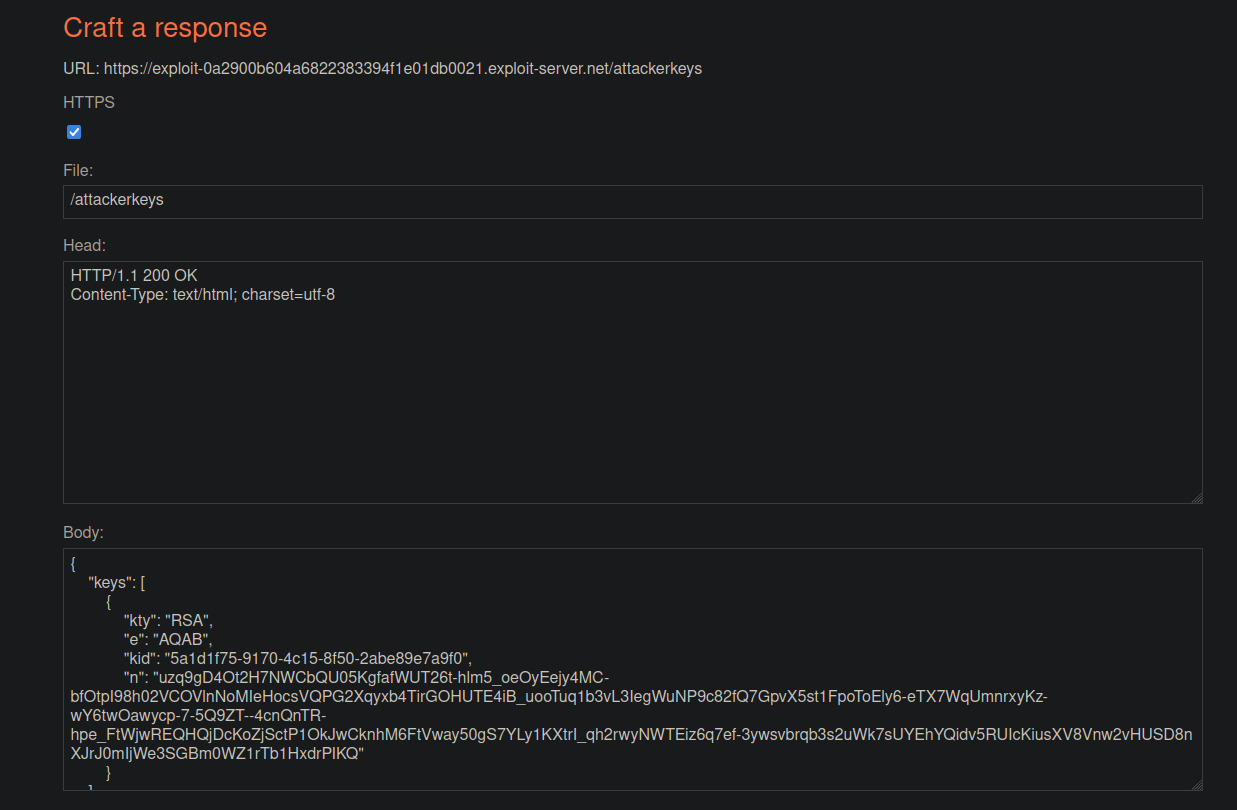 Craft a response
URL: https://exploit-0a2900b604a6822383394f1e01db0021.exploit-server.net/attackerkeys
HTTPS
File:
/attackerkeys
Head:
HTTP/1.1 200 OK
Content-Type: text/html; charset=utf-8
Body:
{
"keys": [
{
"kty": "RSA",
"e": "AQAB",
"kid": "5a1d1f75-9170-4c15-8f50-2abe89e7a9f0",
"n": "uzq9gD4Ot2H7NWCbQU05KgfafWUT26t-hlm5_oeOyEejy4MC-
bfOtpI98h02VCOVlnNoMIeHocsVQPG2Xqyxb4TirGOHUTE4iB_uooTuq1b3vL3IegWuNP9c82fQ7GpvX5st1FpoToEly6-eTX7WqUmnrxyKz-
wY6twOawycp-7-5Q9ZT--4cnQnTR-
hpe_FtWjwREQHQjDcKoZjSctP1OkJwCknhM6FtVway50gS7YLy1KXtrI_qh2rwyNWTEiz6q7ef-3ywsvbrqb3s2uWk7sUYEhYQidv5RUIcKiusXV8Vnw2vHUSD8n
XJrJ0mIjWe3SGBm0WZ1rTb1HxdrPIKQ"
}
]